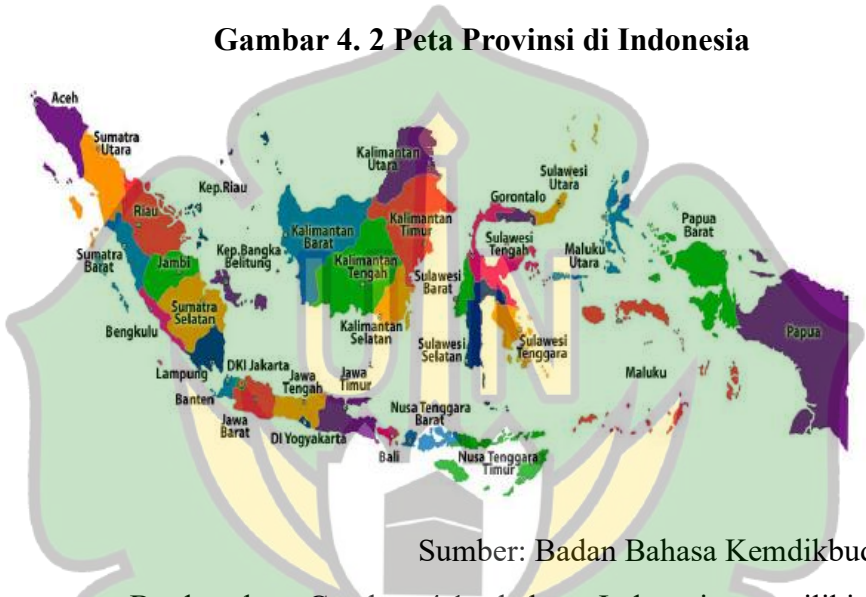 Gambar 4. 2 Peta Provinsi di Indonesia
Aceh
Sumatra
Utara
Kep.Riau
Riau
Sumatra
Barat
Jambi
Kep.Bangka
Belitung
Sumatra
Selatan
Bengkulu
Lampung
DKI Jakarta
Banten
Jawa
Barat
Jawa
Tengah
DI Yogyakarta
Jawa
Timur
Bali
Nusa Tenggara
Barat
Nusa Tenggara
Timur
Kalimantan
Utara
Kalimantan
Barat
Kalimantan
Timur
Kalimantan
Tengah
Kalimantan
Selatan
Sulawesi
Utara
Gorontalo
Sulawesi
Tengah
Sulawesi
Barat
Sulawesi
Selatan
Sulawesi
Tenggara
Maluku
Utara
Maluku
Papua
Barat
Papua
UIN
Sumber: Badan Bahasa Kemdikbud